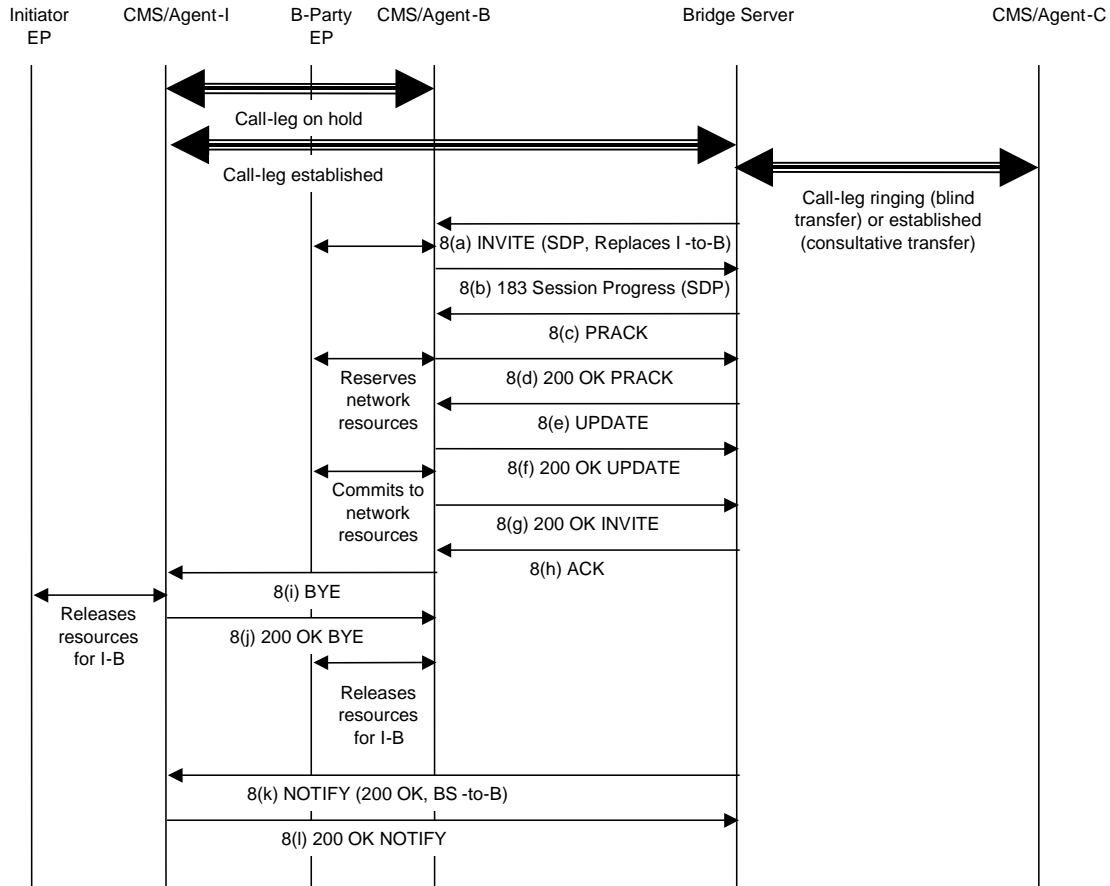 Initiator
EP
CMS/Agent-I
B-Party
EP
CMS/Agent-B
Bridge Server
CMS/Agent-C
Call-leg on hold
Call-leg established
Call-leg ringing (blind
transfer) or established
(consultative transfer)
8(a) INVITE (SDP, Replaces I -to-B)
8(b) 183 Session Progress (SDP)
8(c) PRACK
Reserves
network
resources
8(d) 200 OK PRACK
8(e) UPDATE
8(f) 200 OK UPDATE
Commits to
network
resources
8(g) 200 OK INVITE
8(h) ACK
8(i) BYE
Releases
resources
for I-B
8(j) 200 OK BYE
Releases
resources
for I-B
8(k) NOTIFY (200 OK, BS -to-B)
8(l) 200 OK NOTIFY